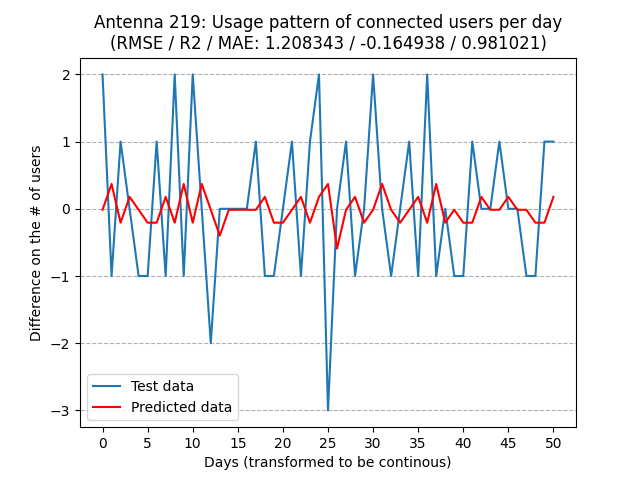 Antenna 219: Usage pattern of connected users per day
(RMSE / R2 / MAE: 1.208343 / -0.164938 / 0.981021)
Difference on the # of users
2
1
0
−1
−2
−3
Test data
Predicted data
0 5 10 15 20 25 30 35 40 45 50
Days (transformed to be continous)